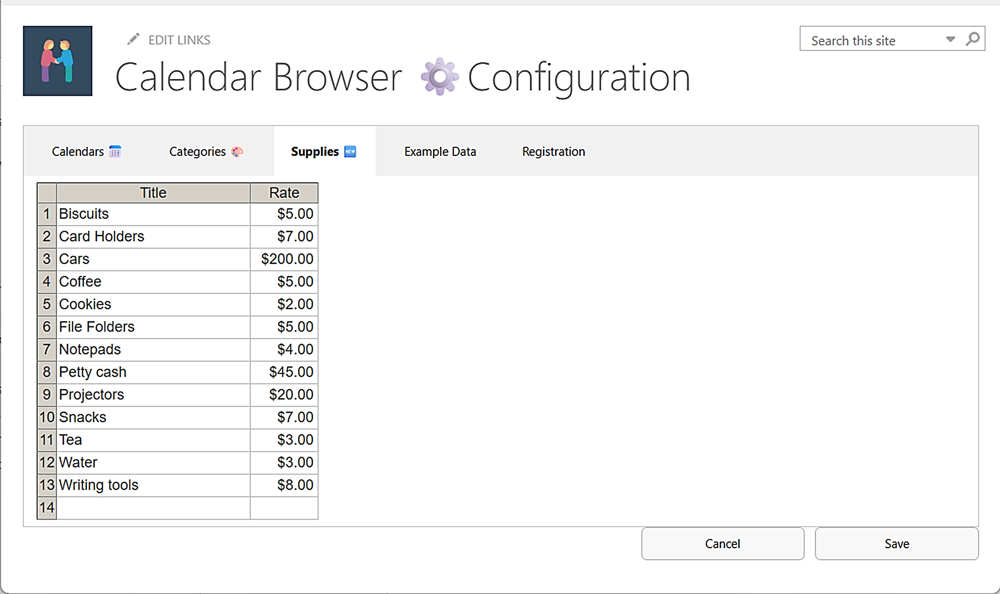 EDIT LINKS
Search this site
Calendar Browser Configuration
Calendars Categories Supplies NEW Example Data Registration
Title Rate
1 Biscuits $5.00
2 Card Holders $7.00
3 Cars $200.00
4 Coffee $5.00
5 Cookies $2.00
6 File Folders $5.00
7 Notepads $4.00
8 Petty cash $45.00
9 Projectors $20.00
10 Snacks $7.00
11 Tea $3.00
12 Water $3.00
13 Writing tools $8.00
14
Cancel Save